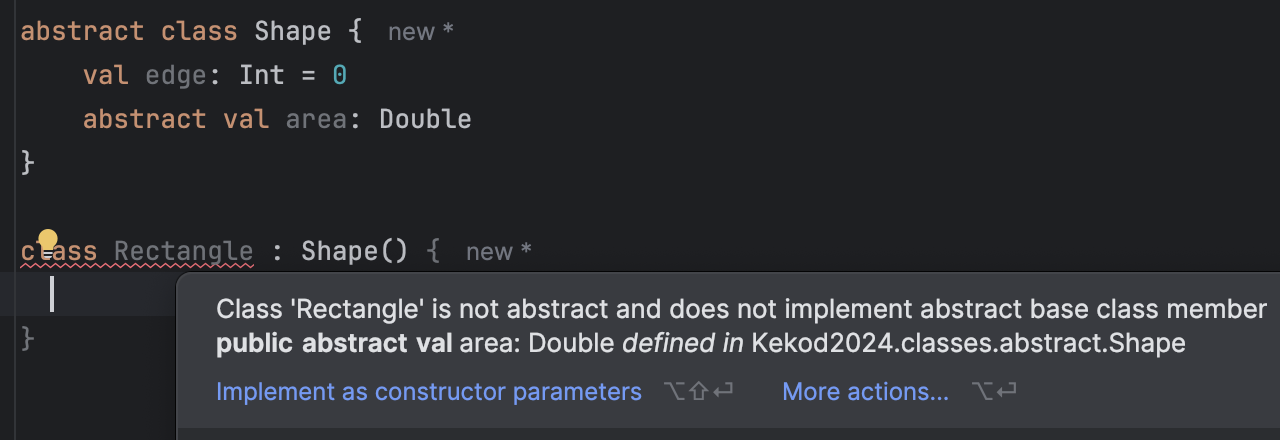 abstract class Shape { new *
val edge: Int = 0
abstract val area: Double
}
class Rectangle : Shape() { new *
}
Class 'Rectangle' is not abstract and does not implement abstract base class member
public abstract val area: Double defined in Kekod2024.classes.abstract.Shape
Implement as constructor parameters ⌥⇧⏎ More actions... ⌥⏎